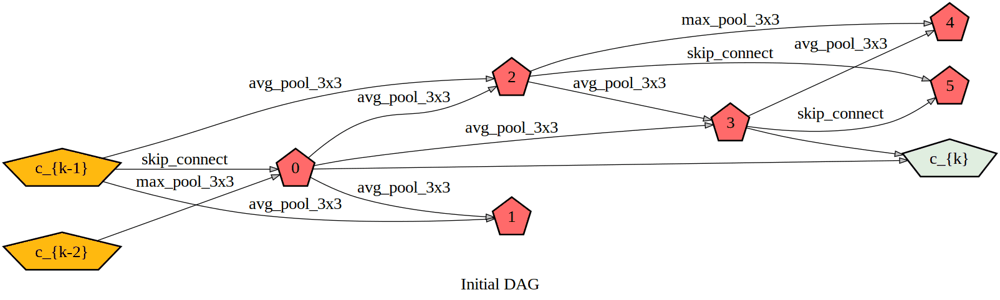 max_pool_3x3
4
avg_pool_3x3
skip_connect
avg_pool_3x3
2
avg_pool_3x3
5
avg_pool_3x3
3
skip_connect
avg_pool_3x3
c_{k-1}
skip_connect
0
c_{k}
max_pool_3x3
avg_pool_3x3
avg_pool_3x3
1
c_{k-2}
Initial DAG